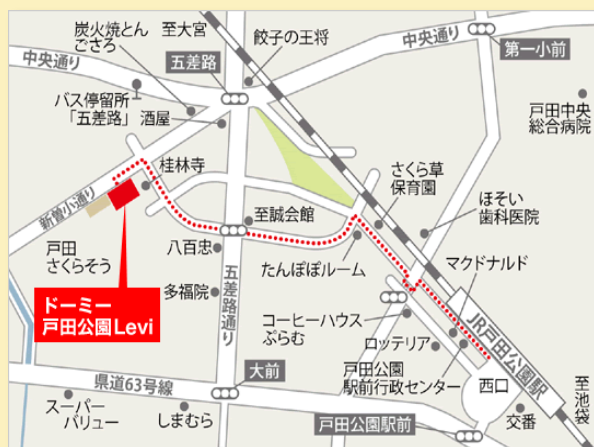 炭火焼とん
ごさろ
至大宮
餃子の王将
中央通り
第一小前
中央通り
五差路
バス停留所
「五差路」
酒屋
戸田中央
総合病院
桂林寺
さくら草
保育園
新曽小通り
至誠会館
ほそい
歯科医院
戸田
さくらそう
八百忠
たんぽぽルーム
マクドナルド
多福院
五差路通り
ドーミー
戸田公園Levi
コーヒーハウス
ぷらむ
ロッテリア
JR戸田公園駅
戸田公園
駅前行政センター
大前
県道63号線
西口
至池袋
スーパー
バリュー
しまむら
戸田公園駅前
交番